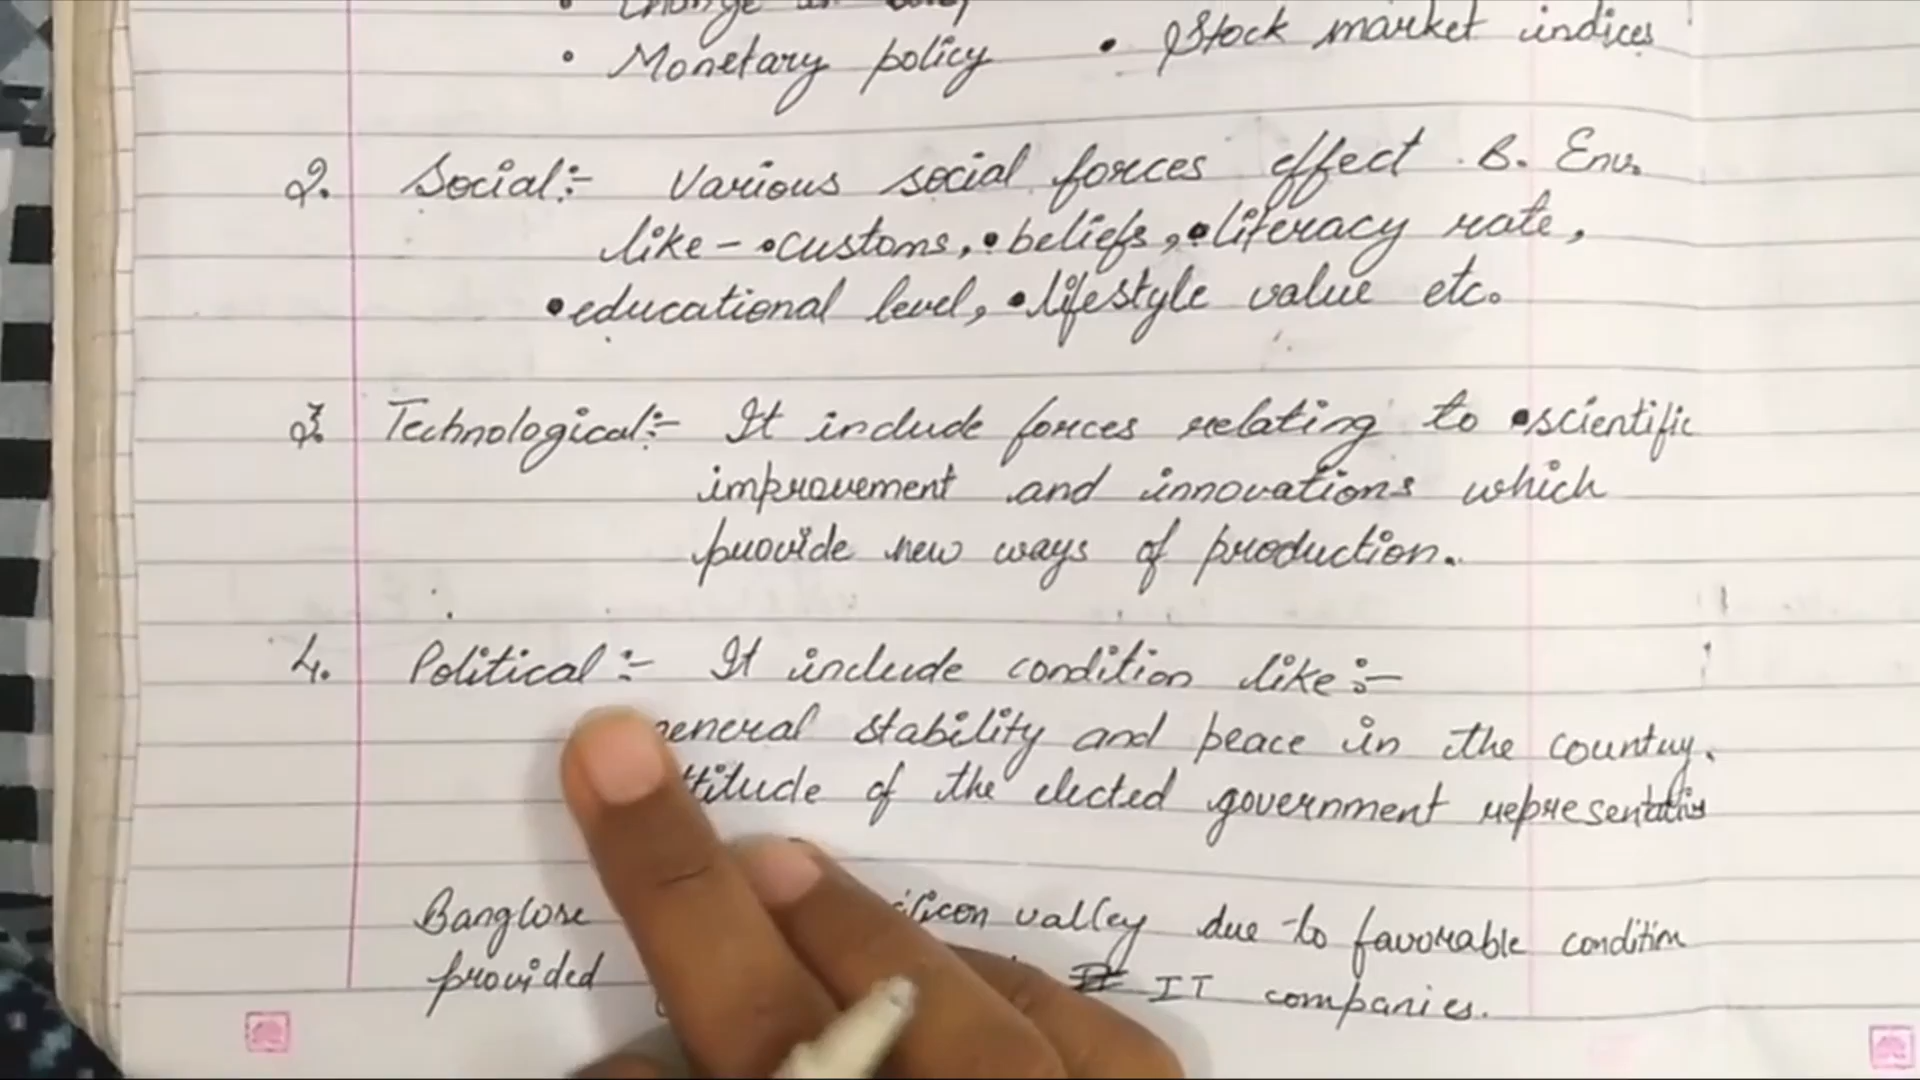 • Monetary policy • Stock market indices
2. Social:- Various social forces effect B. Env.
like - •customs, •beliefs, •literacy rate,
•educational level, •lifestyle value etc.
3. Technological:- It include forces relating to •scientific
improvement and innovations which
provide new ways of production.
4. Political :- It include condition like :-
general stability and peace in the country.
of the elected government
Banglore valley due to favorable condition
provided IT companies.